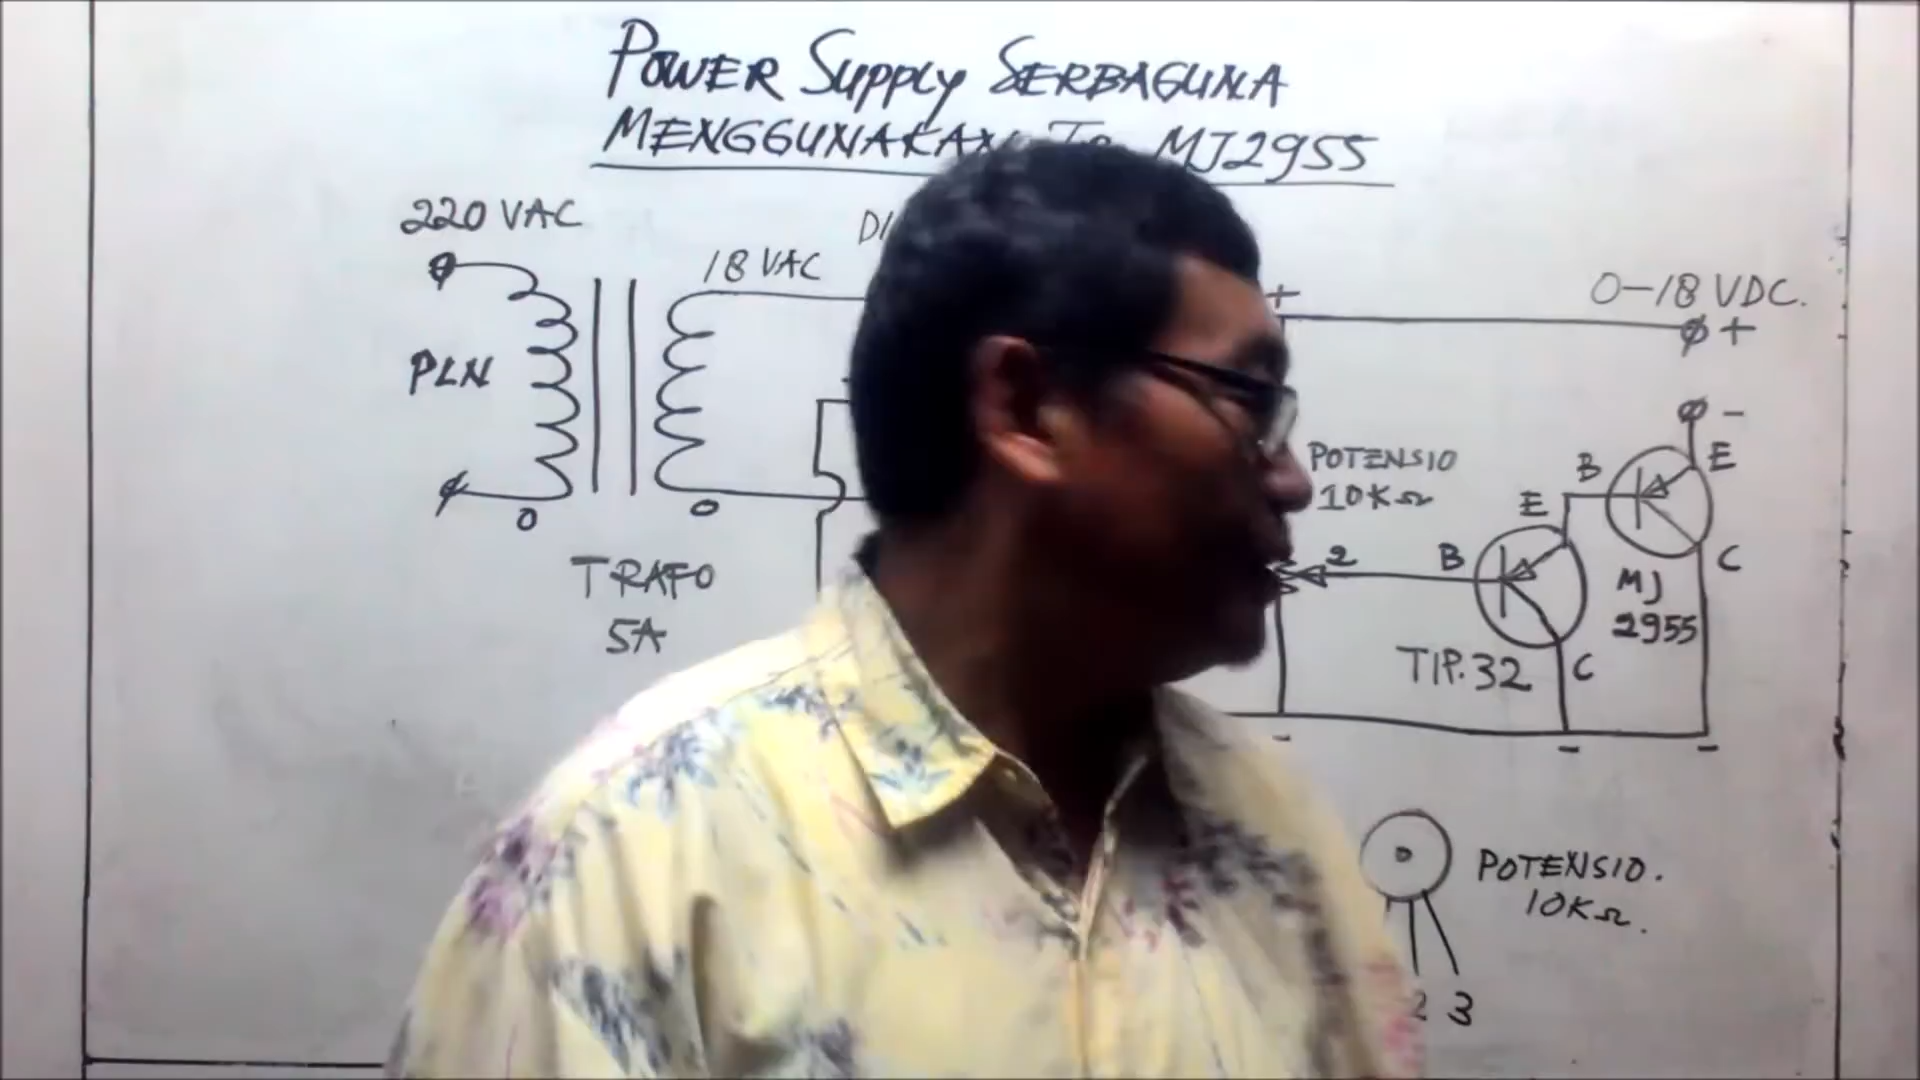 POWER SUPPLY SERBAGUNA
MENGGUNAKAN MJ2955
220 VAC
18 VAC
+
0-18 VDC.
+
PLN
-
POTENSIO
10KΩ
B
E
E
0
0
2
B
C
TRAFO
5A
MJ
2955
TIP.32
C
-
-
-
POTENSIO.
10KΩ.
2 3